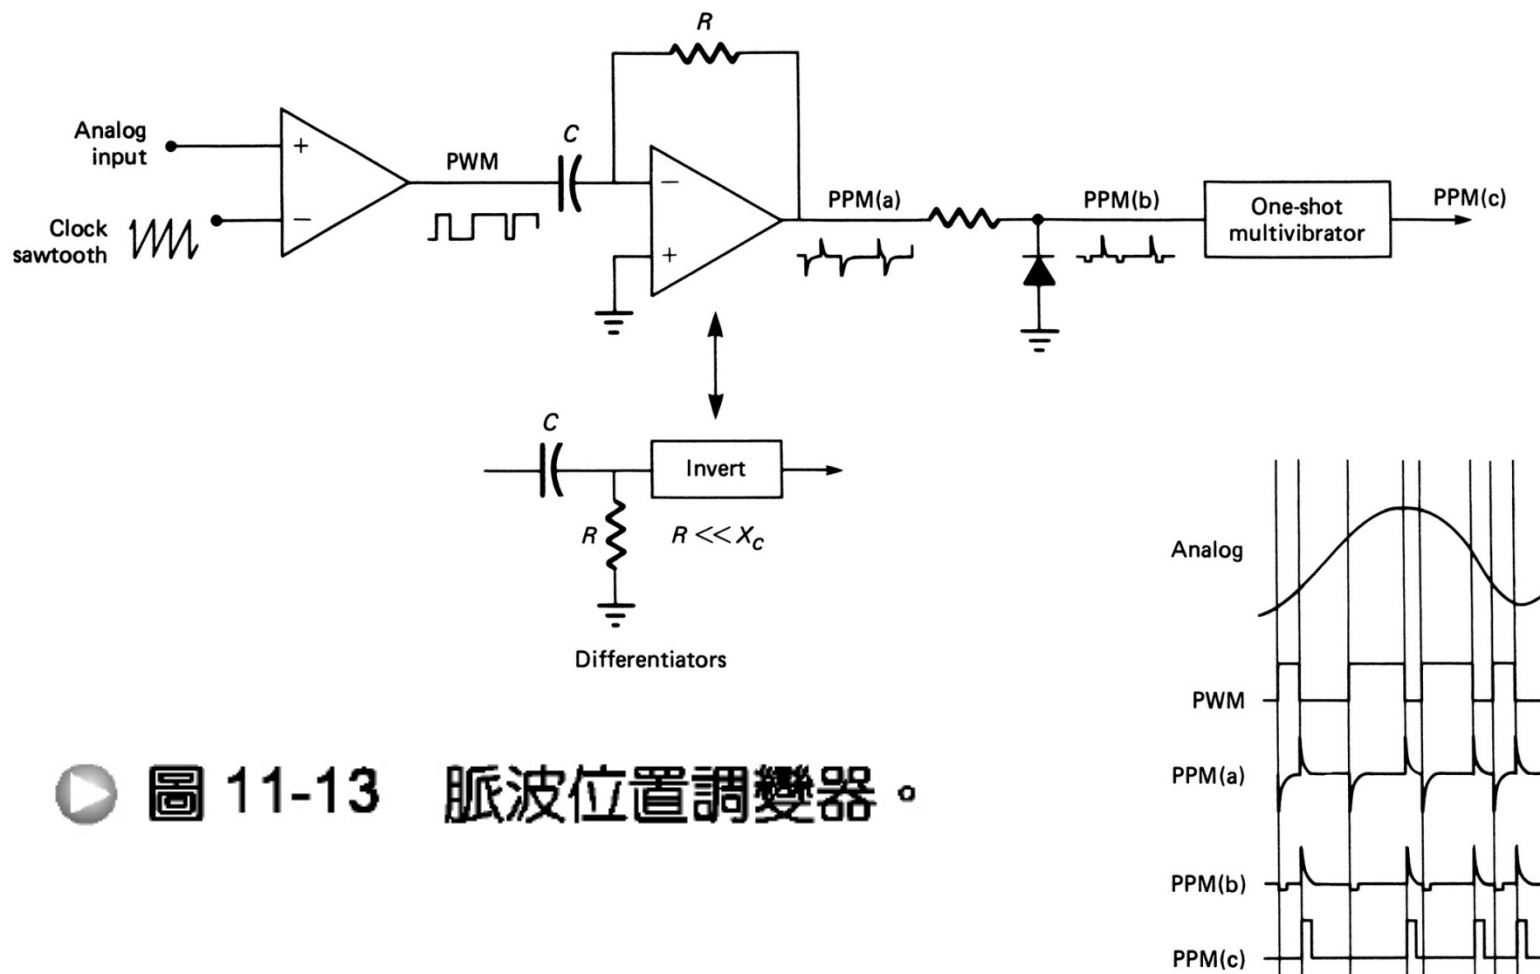 R
Analog
input
+
−
Clock
sawtooth
PWM
C
R
−
+
PPM(a)
PPM(b)
One-shot
multivibrator
PPM(c)
C
Invert
R
R << Xc
Differentiators
Analog
PWM
PPM(a)
PPM(b)
PPM(c)
圖 11-13 脈波位置調變器。